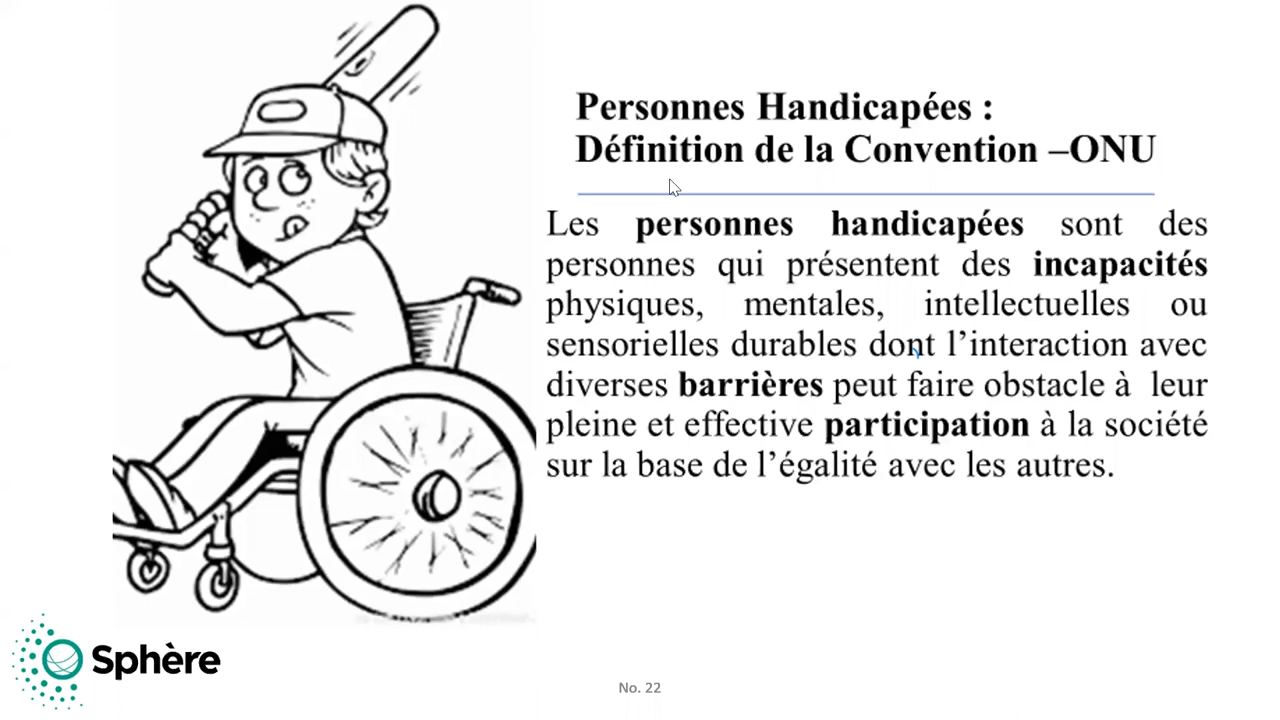 Personnes Handicapées :
Définition de la Convention –ONU
Les personnes handicapées sont des
personnes qui présentent des incapacités
physiques, mentales, intellectuelles ou
sensorielles durables dont l’interaction avec
diverses barrières peut faire obstacle à leur
pleine et effective participation à la société
sur la base de l’égalité avec les autres.
Sphère
No. 22